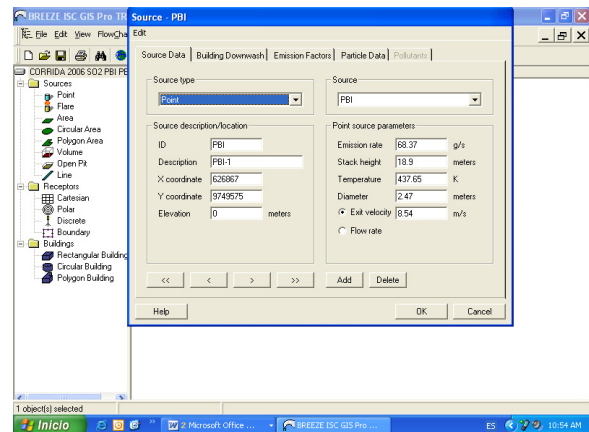 BREEZE ISC GIS Pro TR
Source - PBI
File Edit View FlowCha
Edit
CORRIDA 2006 SO2 PBI PE
Sources
Point
Flare
Area
Circular Area
Polygon Area
Volume
Open Pit
Line
Receptors
Cartesian
Polar
Discrete
Boundary
Buildings
Rectangular Building
Circular Building
Polygon Building
Source Data Building Downwash Emission Factors Particle Data Pollutants
Source type
Point
Source
PBI
Source description/location
ID PBI
Description PBI-1
X coordinate 626867
Y coordinate 9749575
Elevation 0 meters
Point source parameters
Emission rate 68.37 g/s
Stack height 18.9 meters
Temperature 437.65 K
Diameter 2.47 meters
Exit velocity 8.54 m/s
Flow rate
<< < > >> Add Delete
Help OK Cancel
1 object(s) selected
Inicio » 2 Microsoft Office ... BREEZE ISC GIS Pro ... ES 10:54 AM